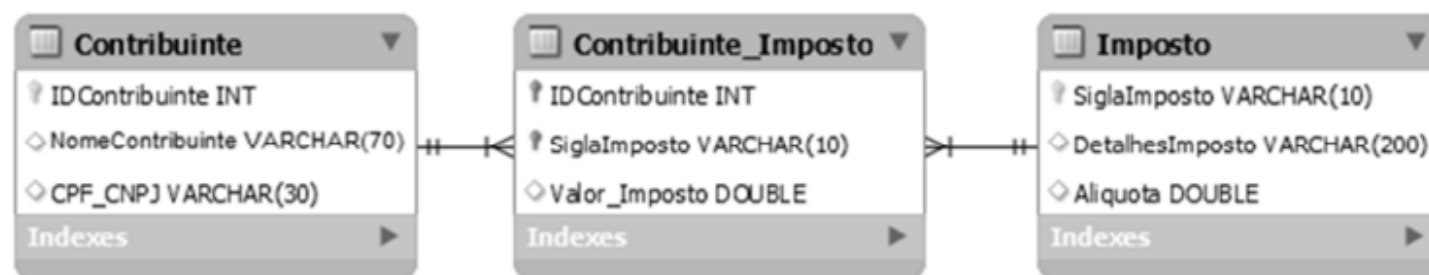 Contribuinte
IDContribuinte INT
NomeContribuinte VARCHAR(70)
CPF_CNPJ VARCHAR(30)
Indexes
Contribuinte_Imposto
IDContribuinte INT
SiglaImposto VARCHAR(10)
Valor_Imposto DOUBLE
Indexes
Imposto
SiglaImposto VARCHAR(10)
DetalhesImposto VARCHAR(200)
Aliquota DOUBLE
Indexes